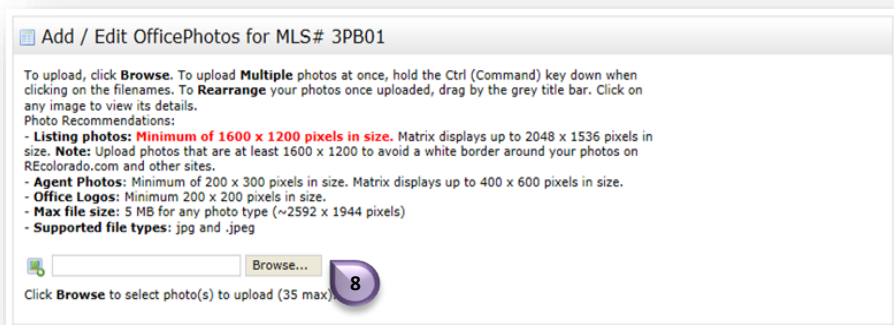 Add / Edit OfficePhotos for MLS# 3PB01
To upload, click Browse. To upload Multiple photos at once, hold the Ctrl (Command) key down when
clicking on the filenames. To Rearrange your photos once uploaded, drag by the grey title bar. Click on
any image to view its details.
Photo Recommendations:
- Listing photos: Minimum of 1600 x 1200 pixels in size. Matrix displays up to 2048 x 1536 pixels in
size. Note: Upload photos that are at least 1600 x 1200 to avoid a white border around your photos on
REcolorado.com and other sites.
- Agent Photos: Minimum of 200 x 300 pixels in size. Matrix displays up to 400 x 600 pixels in size.
- Office Logos: Minimum 200 x 200 pixels in size.
- Max file size: 5 MB for any photo type (~2592 x 1944 pixels)
- Supported file types: jpg and .jpeg
Browse...
8
Click Browse to select photo(s) to upload (35 max).